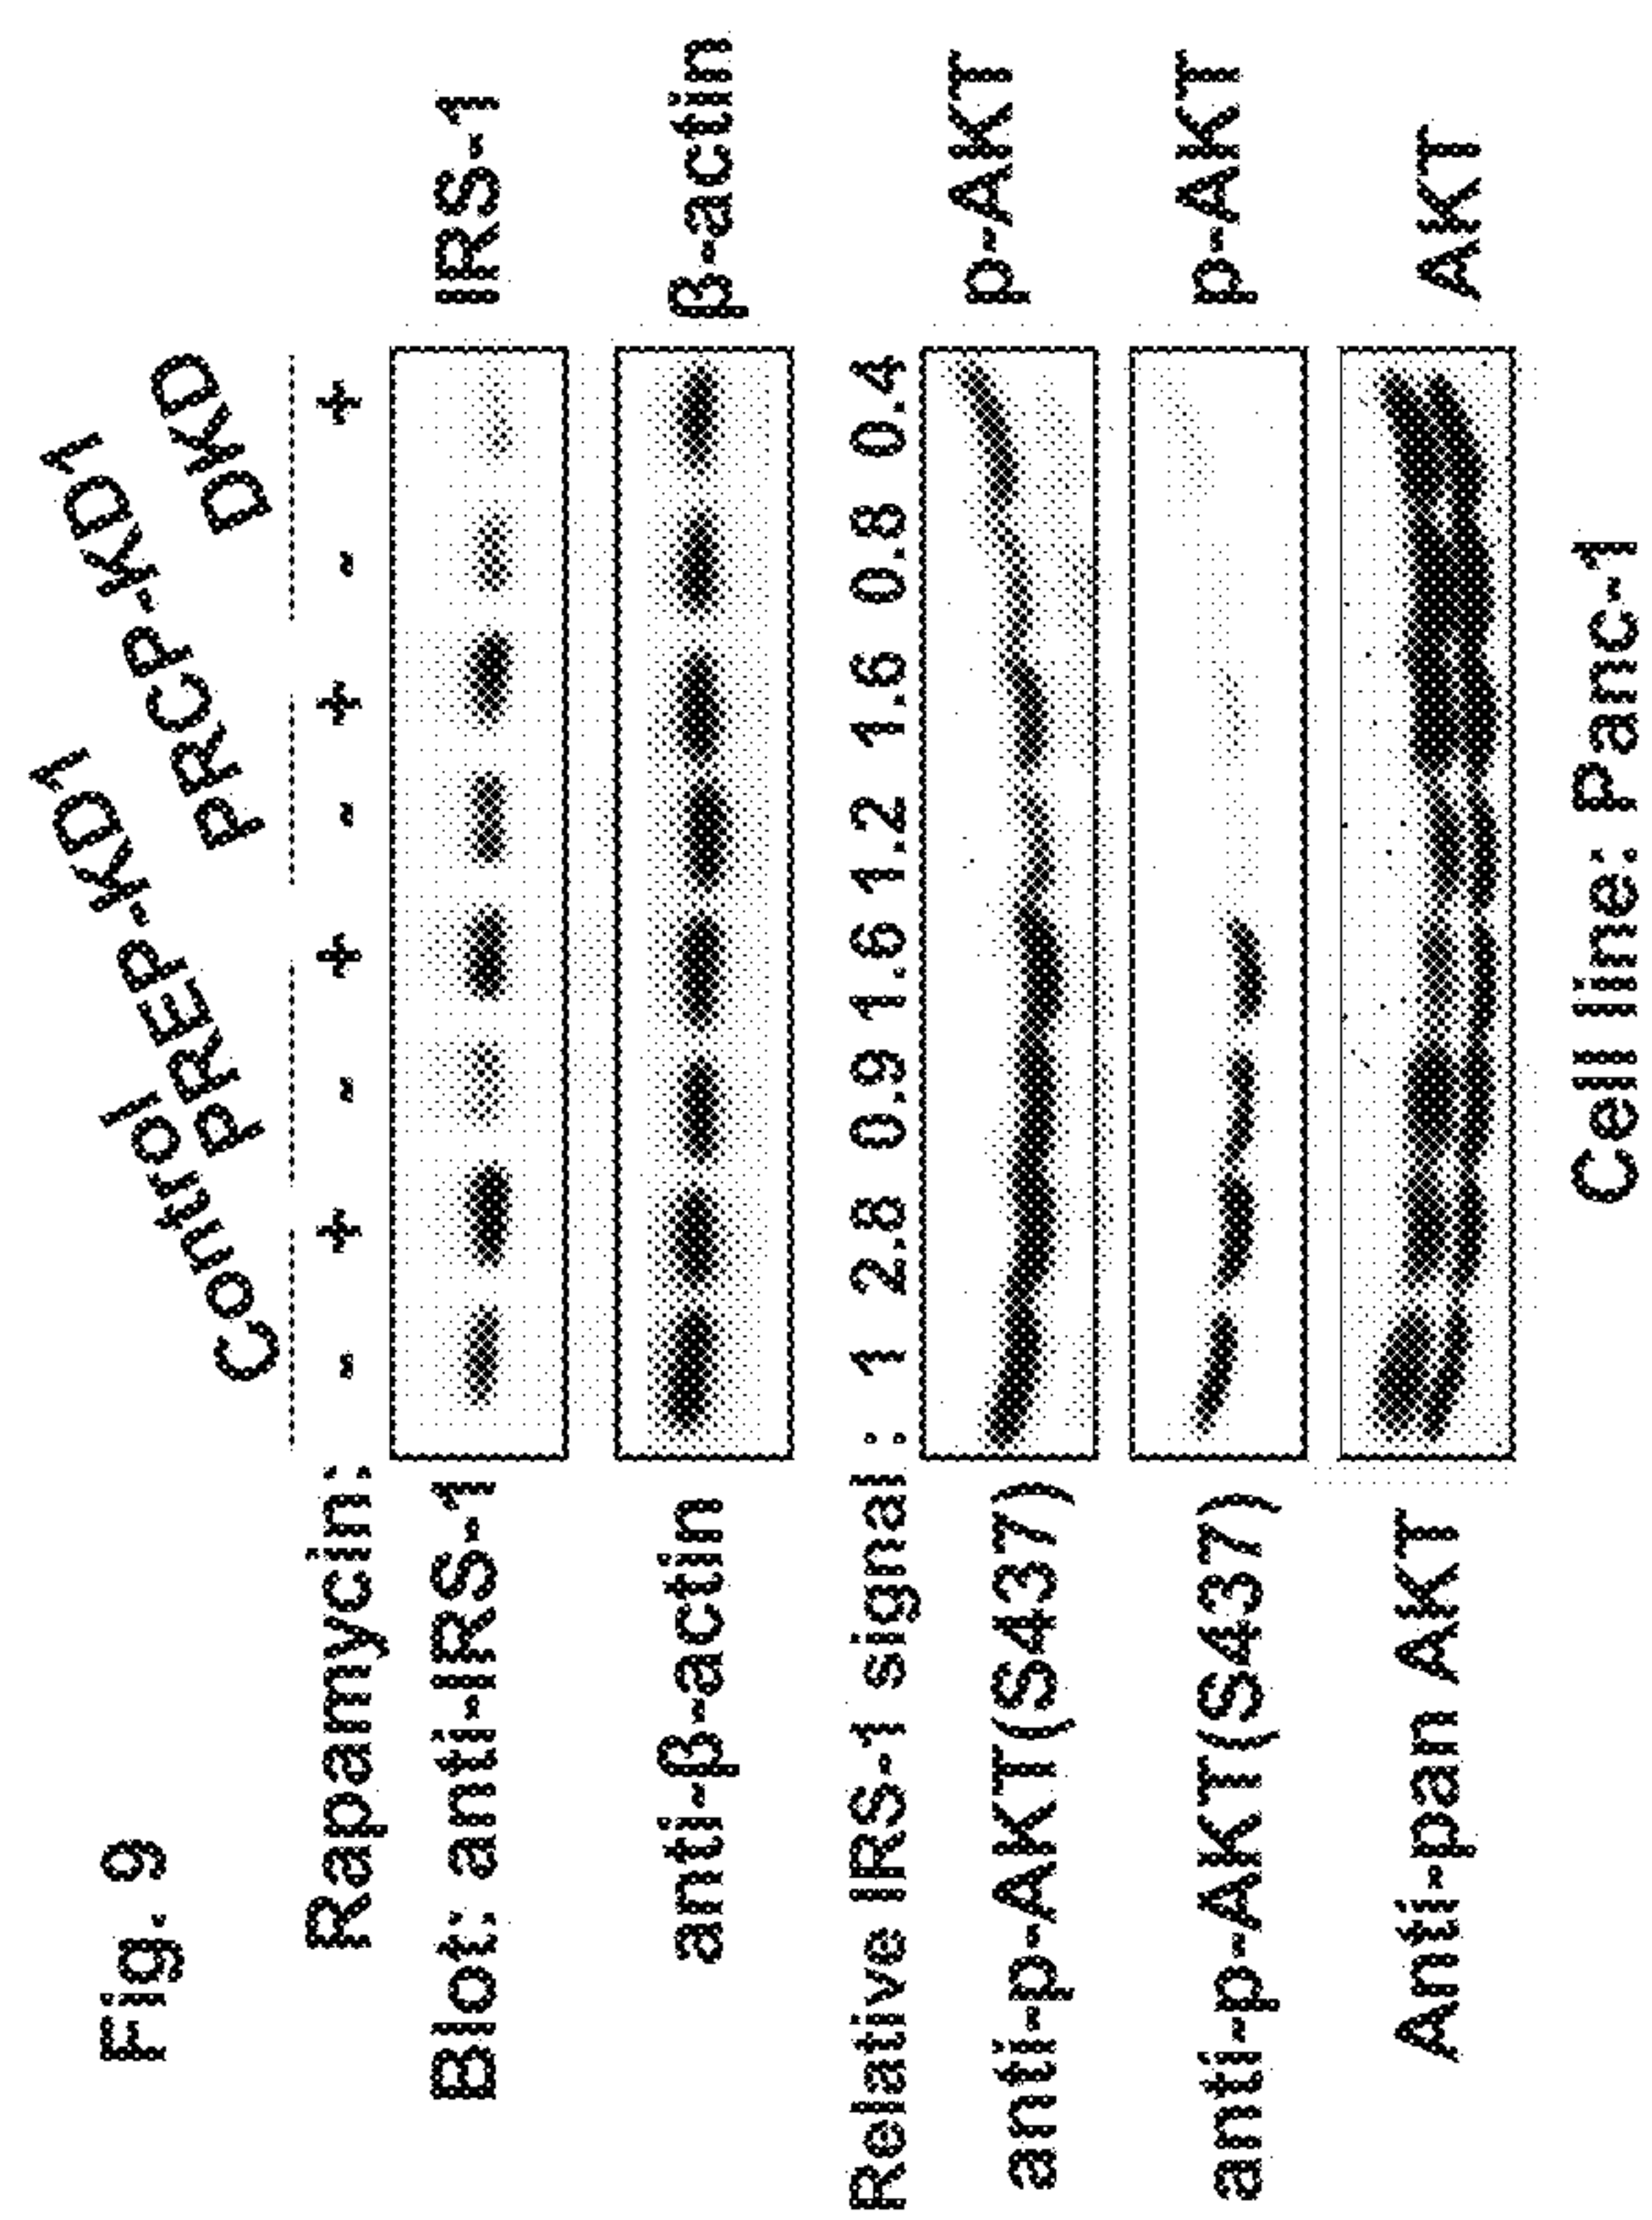 Fig. 9
Control PREP-KD1 PRCP-KD1 DKD
Rapamycin: - + - + - + - +
Blot: anti-IRS-1 IRS-1
anti-β-actin β-actin
Relative IRS-1 signal: 1 2.8 0.9 1.6 1.2 1.6 0.8 0.4
anti-p-AKT(S437) p-AKT
anti-p-AKT(S437) p-AKT
Anti-pan AKT AKT
Cell line: Panc-1